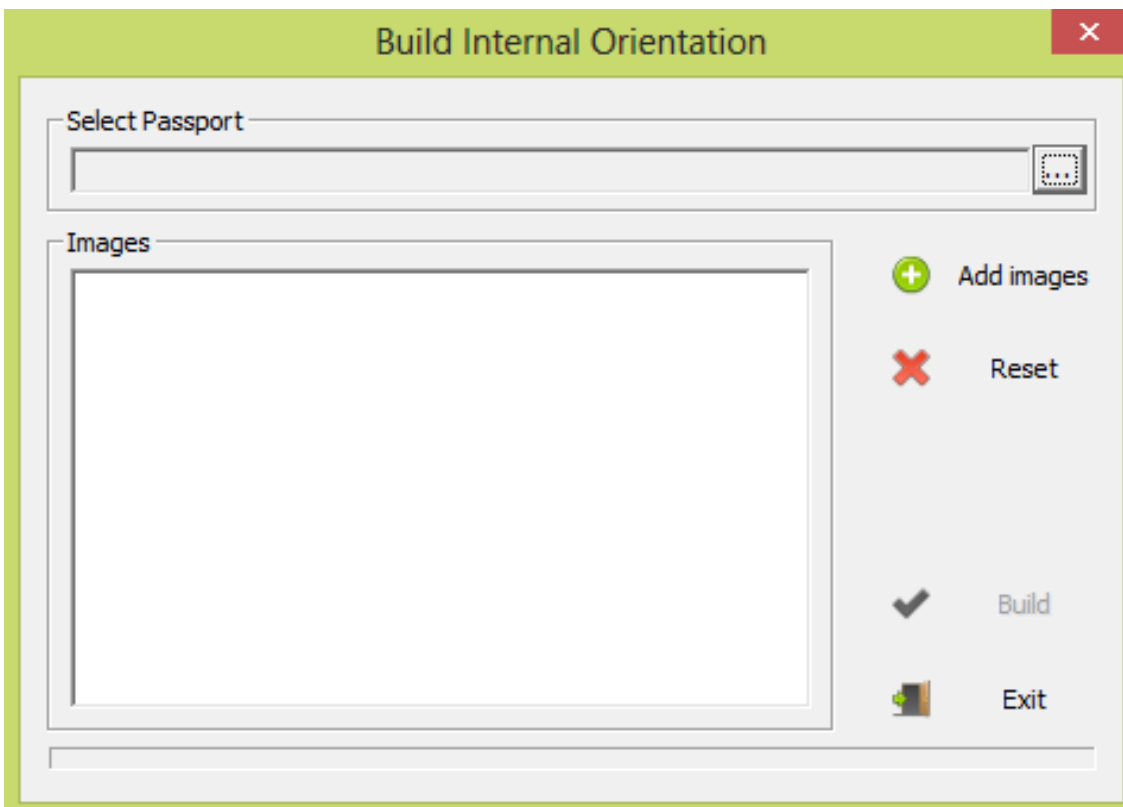 Build Internal Orientation
Select Passport
...
Images
Add images
Reset
Build
Exit